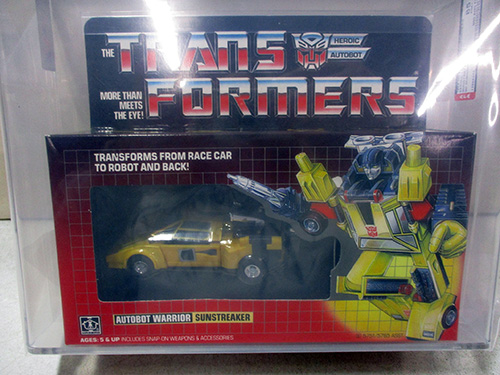 THE TRANSFORMERS
HEROIC
AUTOBOT
MORE THAN
MEETS
THE EYE!
TRANSFORMS FROM RACE CAR
TO ROBOT AND BACK!
AUTOBOT WARRIOR SUNSTREAKER
AGES: 5 & UP INCLUDES SNAP-ON WEAPONS & ACCESSORIES